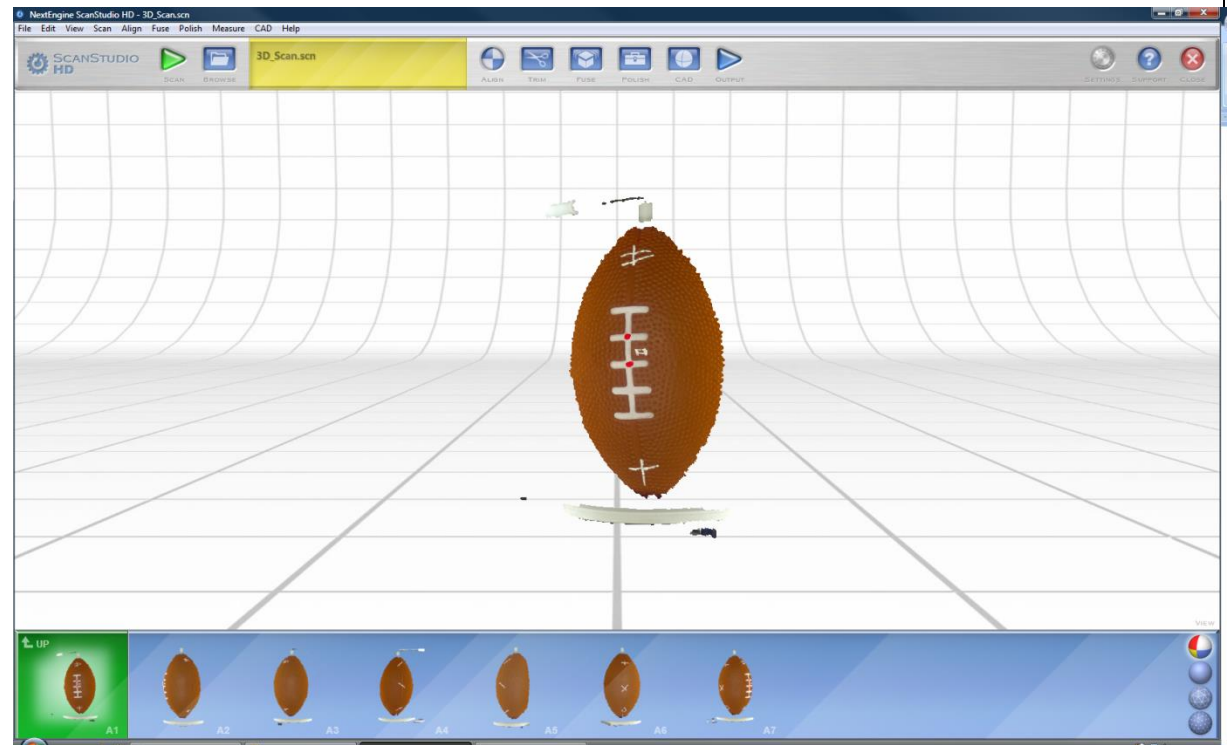 NextEngine ScanStudio HD - 3D_Scan.scn
File Edit View Scan Align Fuse Polish Measure CAD Help
SCANSTUDIO
HD
SCAN
BROWSE
3D_Scan.scn
ALIGN
TRIM
FUSE
POLISH
CAD
OUTPUT
SETTINGS
SUPPORT
CLOSE
View
UP
A1
A2
A3
A4
A5
A6
A7